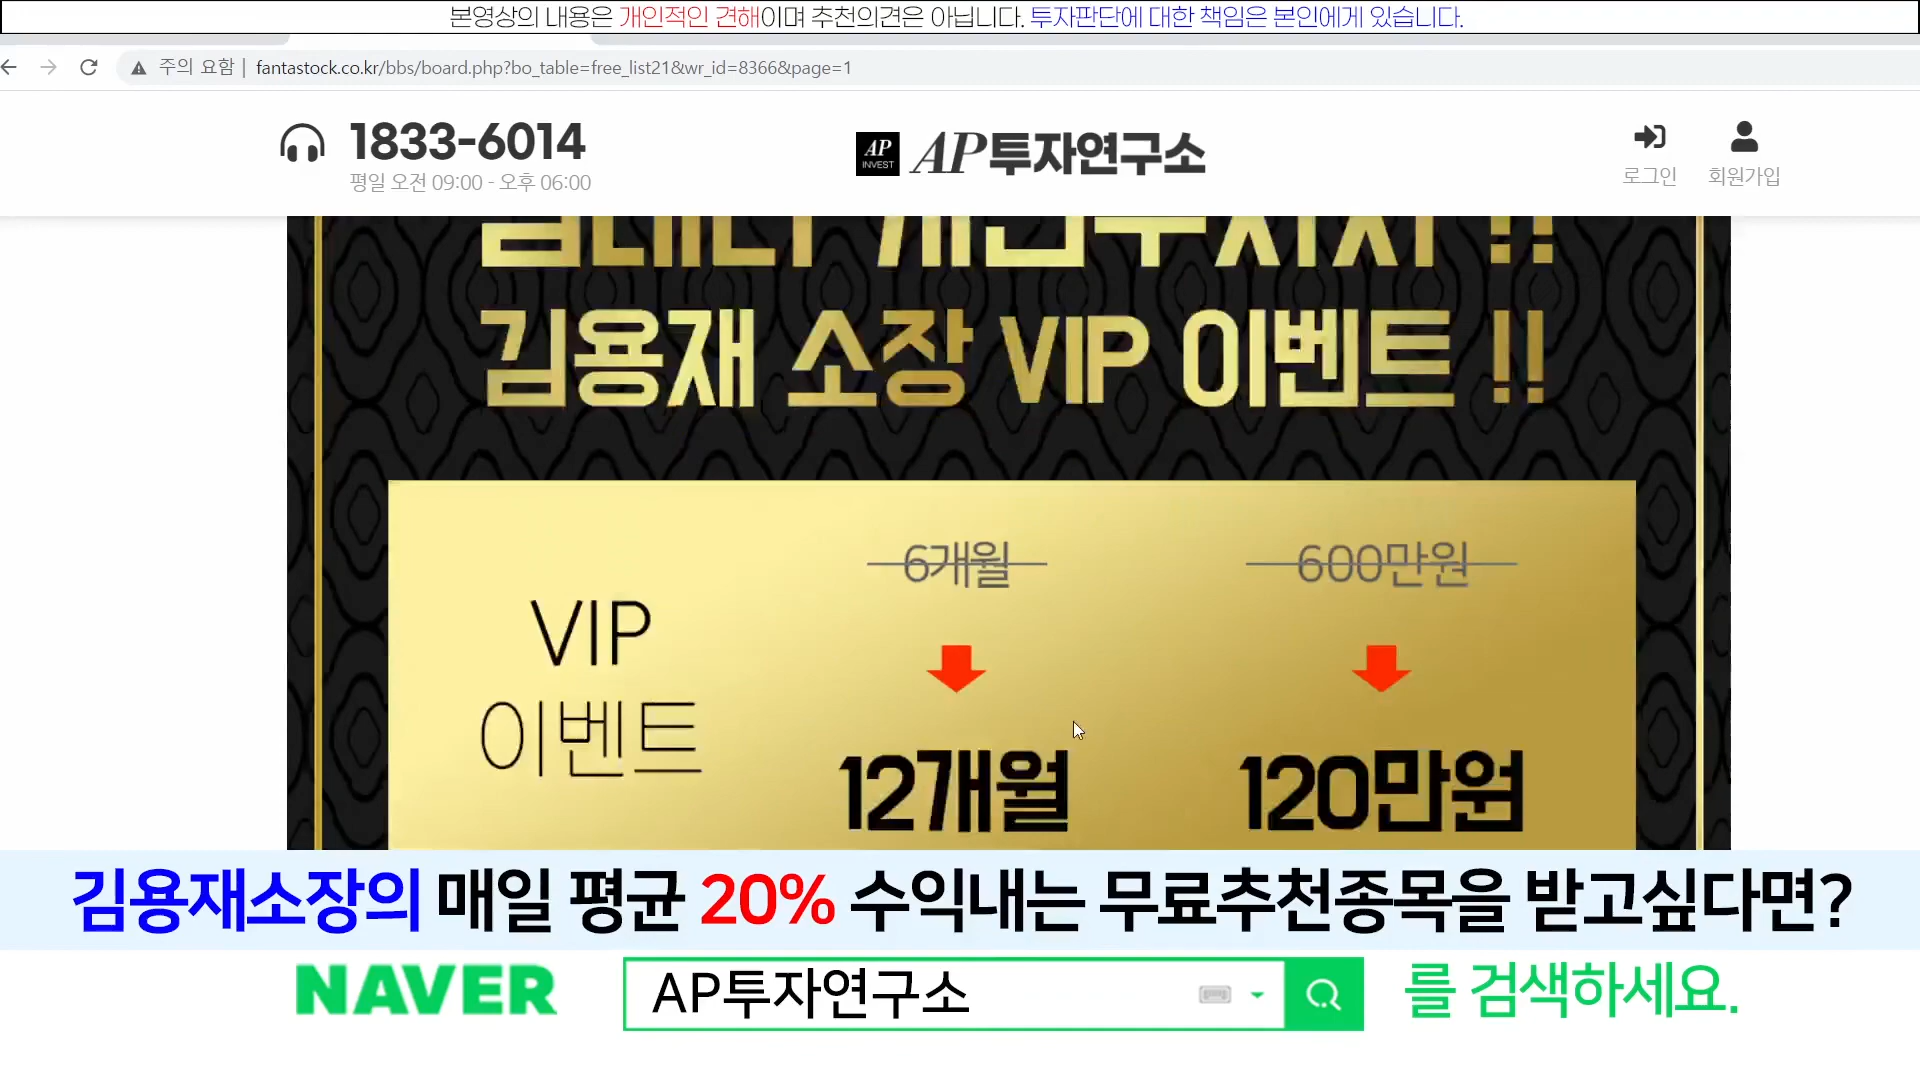 본영상의 내용은 개인적인 견해이며 추천의견은 아닙니다. 투자판단에 대한 책임은 본인에게 있습니다.
주의 요함 | fantastock.co.kr/bbs/board.php?bo_table=free_list21&wr_id=8366&page=1
1833-6014
평일 오전 09:00 - 오후 06:00
AP
INVEST
AP투자연구소
로그인
회원가입
김용재 소장 VIP 이벤트 !!
6개월
600만원
VIP
이벤트
12개월
120만원
김용재소장의 매일 평균 20% 수익내는 무료추천종목을 받고싶다면?
NAVER
AP투자연구소
를 검색하세요.